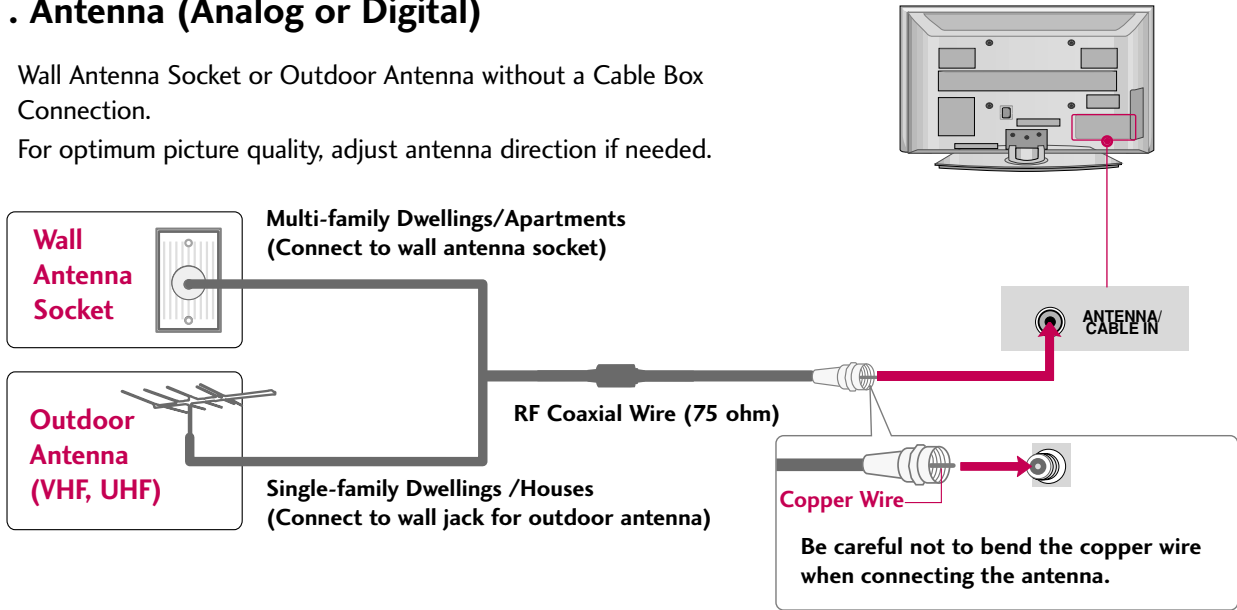 . Antenna (Analog or Digital)
Wall Antenna Socket or Outdoor Antenna without a Cable Box
Connection.
For optimum picture quality, adjust antenna direction if needed.
Wall
Antenna
Socket
Multi-family Dwellings/Apartments
(Connect to wall antenna socket)
ANTENNA/
CABLE IN
RF Coaxial Wire (75 ohm)
Outdoor
Antenna
(VHF, UHF)
Single-family Dwellings /Houses
(Connect to wall jack for outdoor antenna)
Copper Wire
Be careful not to bend the copper wire
when connecting the antenna.